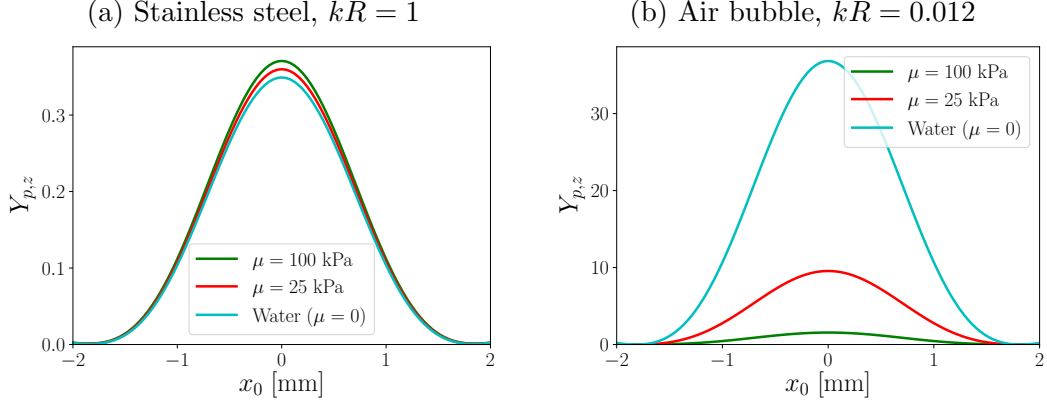 (a) Stainless steel, kR = 1
Y_{p,z}
0.3
0.2
0.1
0.0
μ = 100 kPa
μ = 25 kPa
Water (μ = 0)
−2
−1
0
1
2
x_0 [mm]
(b) Air bubble, kR = 0.012
Y_{p,z}
30
20
10
0
μ = 100 kPa
μ = 25 kPa
Water (μ = 0)
−2
−1
0
1
2
x_0 [mm]